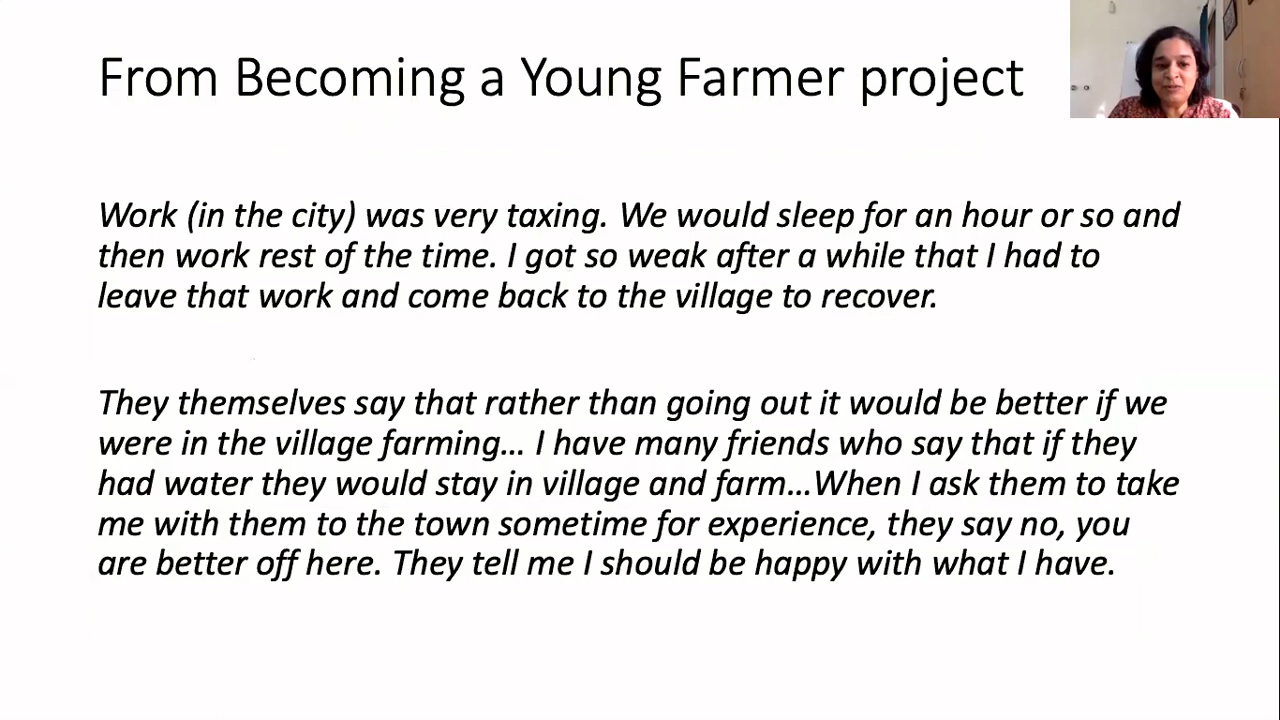 From Becoming a Young Farmer project
Work (in the city) was very taxing. We would sleep for an hour or so and
then work rest of the time. I got so weak after a while that I had to
leave that work and come back to the village to recover.
They themselves say that rather than going out it would be better if we
were in the village farming… I have many friends who say that if they
had water they would stay in village and farm…When I ask them to take
me with them to the town sometime for experience, they say no, you
are better off here. They tell me I should be happy with what I have.